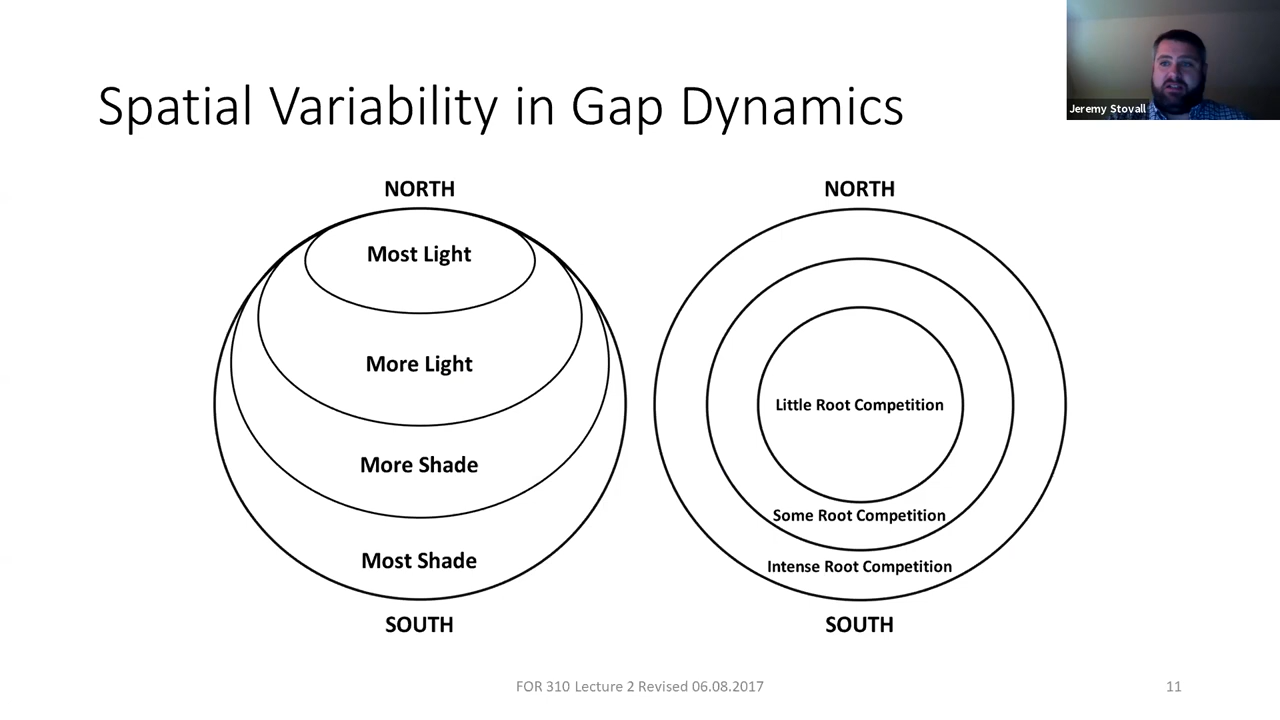 Spatial Variability in Gap Dynamics
Jeremy Stovall
NORTH
Most Light
More Light
More Shade
Most Shade
SOUTH
NORTH
Little Root Competition
Some Root Competition
Intense Root Competition
SOUTH
FOR 310 Lecture 2 Revised 06.08.2017
11